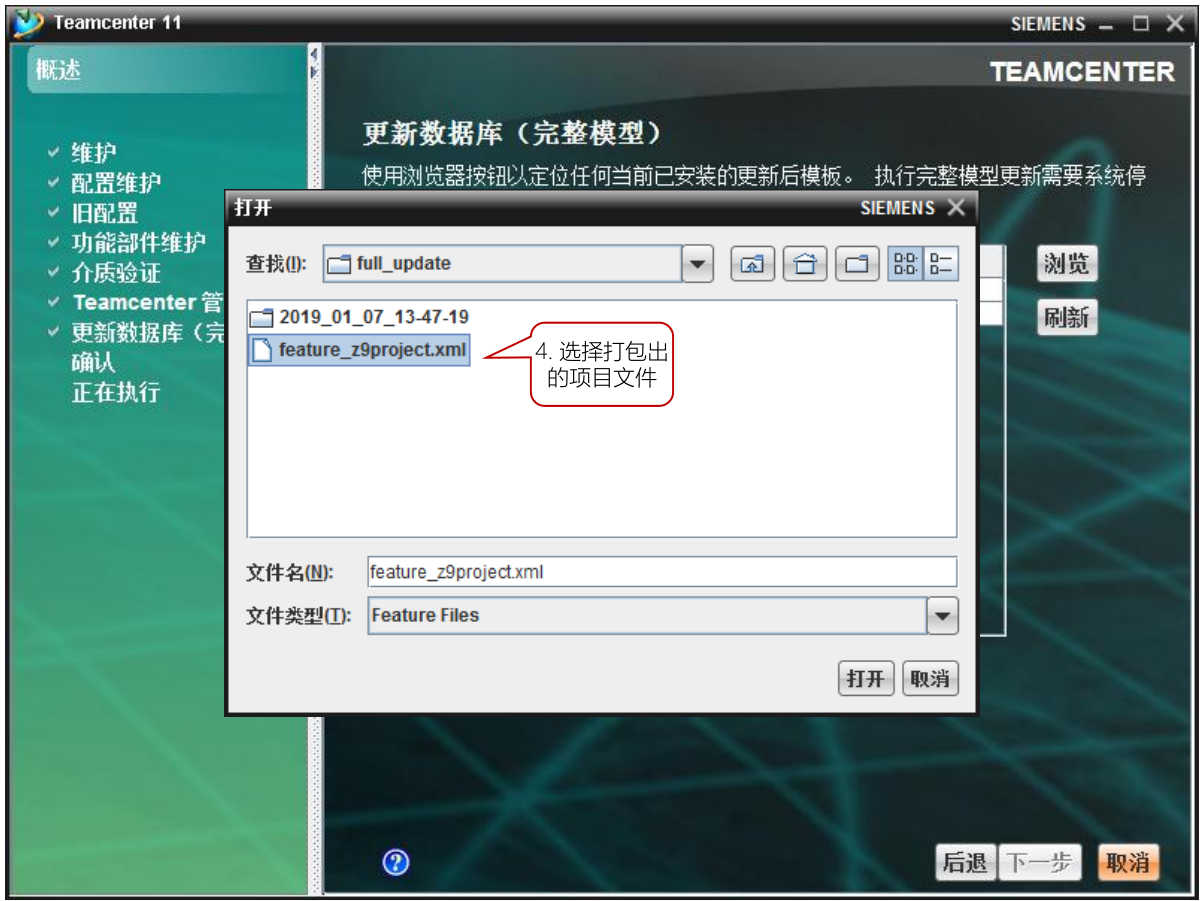 Teamcenter 11
SIEMENS
概述
TEAMCENTER
维护
配置维护
旧配置
功能部件维护
介质验证
Teamcenter 管
更新数据库（完
确认
正在执行
更新数据库（完整模型）
使用浏览器按钮以定位任何当前已安装的更新后模板。 执行完整模型更新需要系统停
浏览
刷新
打开
SIEMENS
查找(I):
full_update
2019_01_07_13-47-19
feature_z9project.xml
4. 选择打包出
的项目文件
文件名(N):
feature_z9project.xml
文件类型(T):
Feature Files
打开
取消
后退
下一步
取消